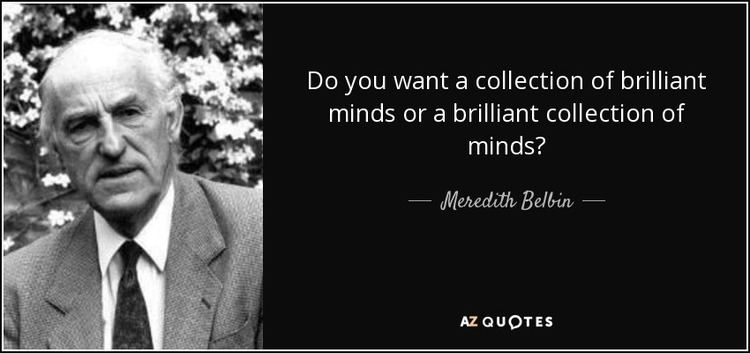 Do you want a collection of brilliant
minds or a brilliant collection of
minds?
Meredith Belbin
AZ QUOTES